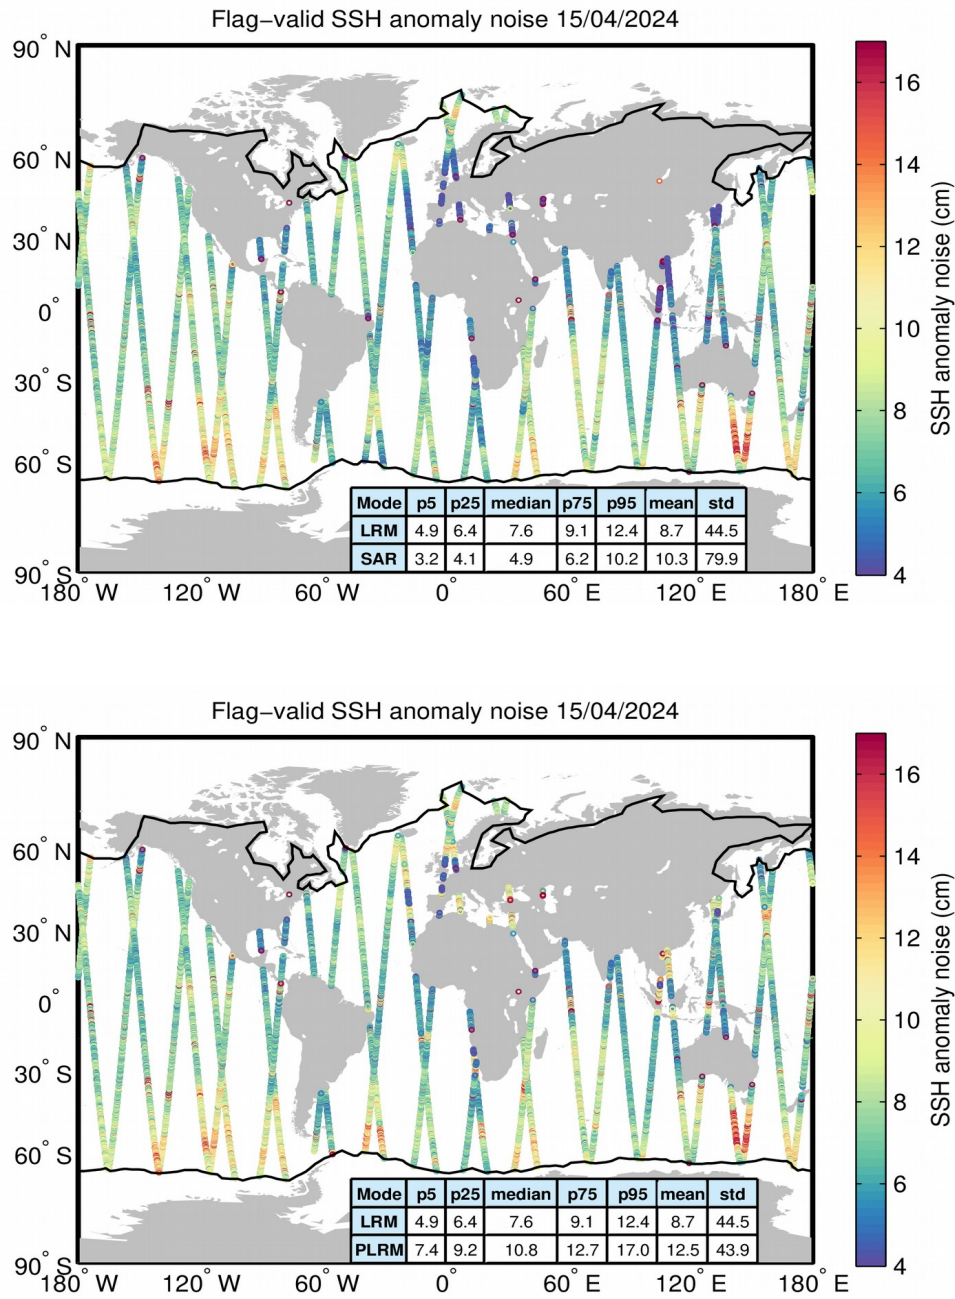 Flag−valid SSH anomaly noise 15/04/2024
90° N
60° N
30° N
0°
30° S
60° S
90° S
180° W
120° W
60° W
0°
60° E
120° E
180° E
Mode p5 p25 median p75 p95 mean std
LRM 4.9 6.4 7.6 9.1 12.4 8.7 44.5
SAR 3.2 4.1 4.9 6.2 10.2 10.3 79.9
16
14
12
10
8
6
4
SSH anomaly noise (cm)
Flag−valid SSH anomaly noise 15/04/2024
90° N
60° N
30° N
0°
30° S
60° S
90° S
180° W
120° W
60° W
0°
60° E
120° E
180° E
Mode p5 p25 median p75 p95 mean std
LRM 4.9 6.4 7.6 9.1 12.4 8.7 44.5
PLRM 7.4 9.2 10.8 12.7 17.0 12.5 43.9
16
14
12
10
8
6
4
SSH anomaly noise (cm)